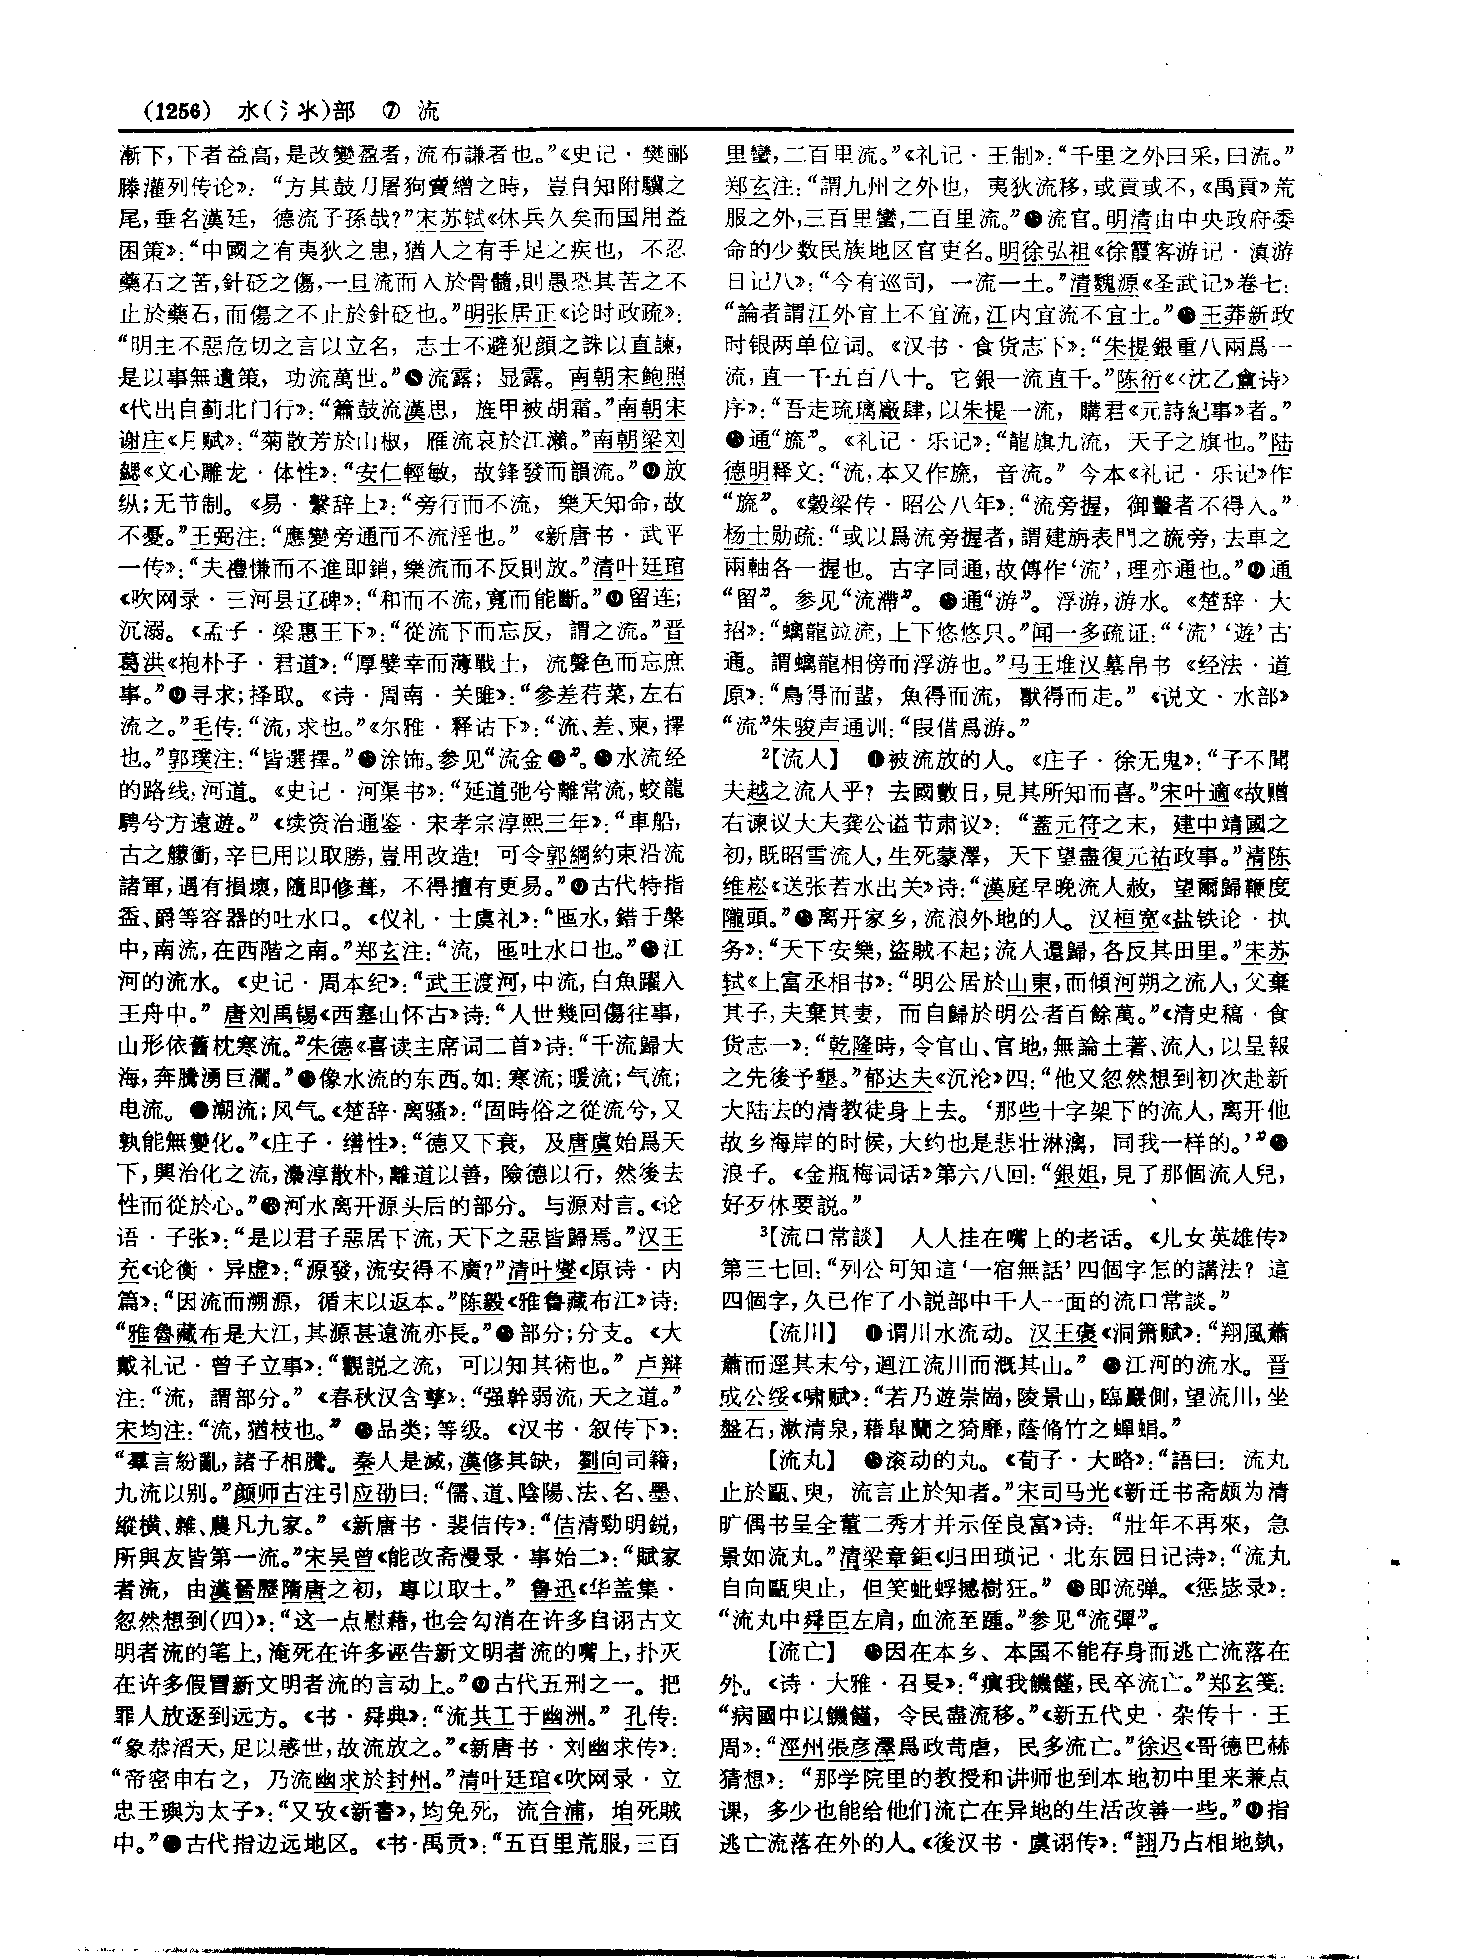 (1256) 水(氵氺)部 ⑦ 流
漸下，下者益高，是改變盈者，流布謙者也。”《史记·樊郦
滕灌列传论》：“方其鼓刀屠狗賣繒之時，豈自知附驥之
尾，垂名漢廷，德流子孫哉？”宋苏轼《休兵久矣而国用益
困策》：“中國之有夷狄之患，猶人之有手足之疾也，不忍
藥石之苦，針砭之傷，一旦流而入於骨髓，則愚恐其苦之不
止於藥石，而傷之不止於針砭也。”明张居正《论时政疏》：
“明主不惡危切之言以立名，志士不避犯顔之誅以直諫，
是以事無遺策，功流萬世。”流露；显露。南朝宋鲍照
《代出自蓟北门行》：“簫鼓流漢思，旌甲被胡霜。”南朝宋
谢庄《月赋》：“菊散芳於山椒，雁流哀於江瀨。”南朝梁刘
勰《文心雕龙·体性》：“安仁輕敏，故鋒發而韻流。”放
纵；无节制。《易·繫辞上》：“旁行而不流，樂天知命，故
不憂。”王弼注：“應變旁通而不流淫也。”《新唐书·武平
一传》：“夫禮慊而不進即銷，樂流而不反則放。”清叶廷琯
《吹网录·三河县辽碑》：“和而不流，寬而能斷。”留连；
沉溺。《孟子·梁惠王下》：“從流下而忘反，謂之流。”晋
葛洪《抱朴子·君道》：“厚嬖幸而薄戰士，流聲色而忘庶
事。”寻求；择取。《诗·周南·关雎》：“參差荇菜，左右
流之。”毛传：“流，求也。”《尔雅·释诂下》：“流、差、柬，擇
也。”郭璞注：“皆選擇。”涂饰。参见“流金”。水流经
的路线；河道。《史记·河渠书》：“延道弛兮離常流，蛟龍
騁兮方遠遊。”《续资治通鉴·宋孝宗淳熙三年》：“車船，
古之艨衝，辛巳用以取勝，豈用改造！可令郭綱約束沿流
諸軍，遇有損壞，隨即修葺，不得擅有更易。”古代特指
盉、爵等容器的吐水口。《仪礼·士虞礼》：“匜水，錯于槃
中，南流，在西階之南。”郑玄注：“流，匜吐水口也。”江
河的流水。《史记·周本纪》：“武王渡河，中流，白魚躍入
王舟中。”唐刘禹锡《西塞山怀古》诗：“人世幾回傷往事，
山形依舊枕寒流。”朱德《喜读主席词二首》诗：“千流歸大
海，奔騰湧巨瀾。”像水流的东西。如：寒流；暖流；气流；
电流。潮流；风气。《楚辞·离骚》：“固時俗之從流兮，又
孰能無變化。”《庄子·缮性》：“德又下衰，及唐虞始爲天
下，興治化之流，澆淳散朴，離道以善，險德以行，然後去
性而從於心。”河水离开源头后的部分。与源对言。《论
语·子张》：“是以君子惡居下流，天下之惡皆歸焉。”汉王
充《论衡·异虚》：“源發，流安得不廣？”清叶燮《原诗·内
篇》：“因流而溯源，循末以返本。”陈毅《雅鲁藏布江》诗：
“雅魯藏布是大江，其源甚遠流亦長。”部分；分支。《大
戴礼记·曾子立事》：“觀説之流，可以知其術也。”卢辩
注：“流，謂部分。”《春秋汉含孳》：“强幹弱流，天之道。”
宋均注：“流，猶枝也。”品类；等级。《汉书·叙传下》：
“羣言紛亂，諸子相騰。秦人是滅，漢修其缺，劉向司籍，
九流以别。”颜师古注引应劭曰：“儒、道、陰陽、法、名、墨、
縱横、雜、農凡九家。”《新唐书·裴佶传》：“佶清勁明鋭，
所與友皆第一流。”宋吴曾《能改斋漫录·事始二》：“賦家
者流，由漢晉歷隋唐之初，專以取士。”鲁迅《华盖集·
忽然想到(四)》：“这一点慰藉，也会勾消在许多自诩古文
明者流的笔上，淹死在许多诬告新文明者流的嘴上，扑灭
在许多假冒新文明者流的言动上。”古代五刑之一。把
罪人放逐到远方。《书·舜典》：“流共工于幽洲。”孔传：
“象恭滔天，足以惑世，故流放之。”《新唐书·刘幽求传》：
“帝密申右之，乃流幽求於封州。”清叶廷琯《吹网录·立
忠王璵为太子》：“又攷《新書》，均免死，流合浦，垍死賊
中。”古代指边远地区。《书·禹贡》：“五百里荒服，三百
里蠻，二百里流。”《礼记·王制》：“千里之外曰采，曰流。”
郑玄注：“謂九州之外也，夷狄流移，或貢或不，《禹貢》荒
服之外，三百里蠻，二百里流。”流官。明清由中央政府委
命的少数民族地区官吏名。明徐弘祖《徐霞客游记·滇游
日记八》：“今有巡司，一流一土。”清魏源《圣武记》卷七：
“論者謂江外宜土不宜流，江内宜流不宜土。”王莽新政
时银两单位词。《汉书·食货志下》：“朱提銀重八兩爲一
流，直一千五百八十。它銀一流直千。”陈衍《〈沈乙盦诗〉
序》：“吾走琉璃廠肆，以朱提一流，購君《元詩紀事》者。”
通“旒”。《礼记·乐记》：“龍旗九流，天子之旗也。”陆
德明释文：“流，本又作旒，音流。”今本《礼记·乐记》作
“旒”。《穀梁传·昭公八年》：“流旁握，御轚者不得入。”
杨士勋疏：“或以爲流旁握者，謂建旃表門之旒旁，去車之
兩軸各一握也。古字同通，故傳作‘流’，理亦通也。”通
“留”。参见“流滯”。通“游”。浮游，游水。《楚辞·大
招》：“螭龍竝流，上下悠悠只。”闻一多疏证：“‘流’‘遊’古
通。謂螭龍相傍而浮游也。”马王堆汉墓帛书《经法·道
原》：“鳥得而蜚，魚得而流，獸得而走。”《说文·水部》
“流”朱骏声通训：“叚借爲游。”
²【流人】 ❶被流放的人。《庄子·徐无鬼》：“子不聞
夫越之流人乎？去國數日，見其所知而喜。”宋叶適《故赠
右谏议大夫龚公谥节肃议》：“蓋元符之末，建中靖國之
初，既昭雪流人，生死蒙澤，天下望盡復元祐政事。”清陈
维崧《送张若水出关》诗：“漢庭早晚流人赦，望爾歸鞭度
隴頭。”❷离开家乡，流浪外地的人。汉桓宽《盐铁论·执
务》：“天下安樂，盜賊不起；流人還歸，各反其田里。”宋苏
轼《上富丞相书》：“明公居於山東，而傾河朔之流人，父棄
其子，夫棄其妻，而自歸於明公者百餘萬。”《清史稿·食
货志一》：“乾隆時，令官山、官地，無論土著、流人，以呈報
之先後予墾。”郁达夫《沉沦》四：“他又忽然想到初次赴新
大陆去的清教徒身上去。‘那些十字架下的流人，离开他
故乡海岸的时候，大约也是悲壮淋漓，同我一样的。’”❸
浪子。《金瓶梅词话》第六八回：“銀姐，見了那個流人兒，
好歹休要説。”
³【流口常談】 人人挂在嘴上的老话。《儿女英雄传》
第三七回：“列公可知這‘一宿無話’四個字怎的講法？這
四個字，久已作了小説部中千人一面的流口常談。”
【流川】 ❶谓川水流动。汉王褒《洞箫赋》：“翔風蕭
蕭而逕其末兮，迴江流川而溉其山。”❷江河的流水。晋
成公绥《啸赋》：“若乃遊崇崗，陵景山，臨巖側，望流川，坐
盤石，漱清泉，藉皋蘭之猗靡，蔭脩竹之蟬蜎。”
【流丸】 ❶滚动的丸。《荀子·大略》：“語曰：流丸
止於甌、臾，流言止於知者。”宋司马光《新迁书斋颇为清
旷偶书呈全董二秀才并示侄良富》诗：“壯年不再來，急
景如流丸。”清梁章鉅《归田琐记·北东园日记诗》：“流丸
自向甌臾止，但笑蚍蜉撼樹狂。”❷即流弹。《惩毖录》：
“流丸中舜臣左肩，血流至踵。”参见“流彈”。
【流亡】 ❶因在本乡、本国不能存身而逃亡流落在
外。《诗·大雅·召旻》：“瘨我饑饉，民卒流亡。”郑玄笺：
“病國中以饑饉，令民盡流移。”《新五代史·杂传十·王
周》：“涇州張彦澤爲政苛虐，民多流亡。”徐迟《哥德巴赫
猜想》：“那学院里的教授和讲师也到本地初中里来兼点
课，多少也能给他们流亡在异地的生活改善一些。”❷指
逃亡流落在外的人。《後汉书·虞诩传》：“詡乃占相地埶，